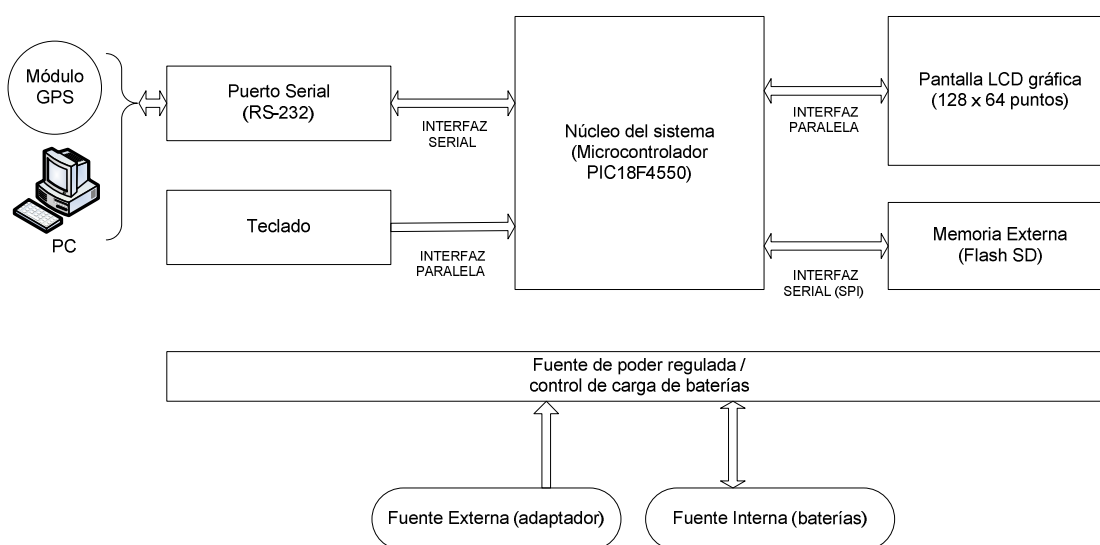 Módulo
GPS
PC
Puerto Serial
(RS-232)
INTERFAZ
SERIAL
Teclado
INTERFAZ
PARALELA
Núcleo del sistema
(Microcontrolador
PIC18F4550)
INTERFAZ
PARALELA
Pantalla LCD gráfica
(128 x 64 puntos)
INTERFAZ
SERIAL (SPI)
Memoria Externa
(Flash SD)
Fuente de poder regulada /
control de carga de baterías
Fuente Externa (adaptador)
Fuente Interna (baterías)